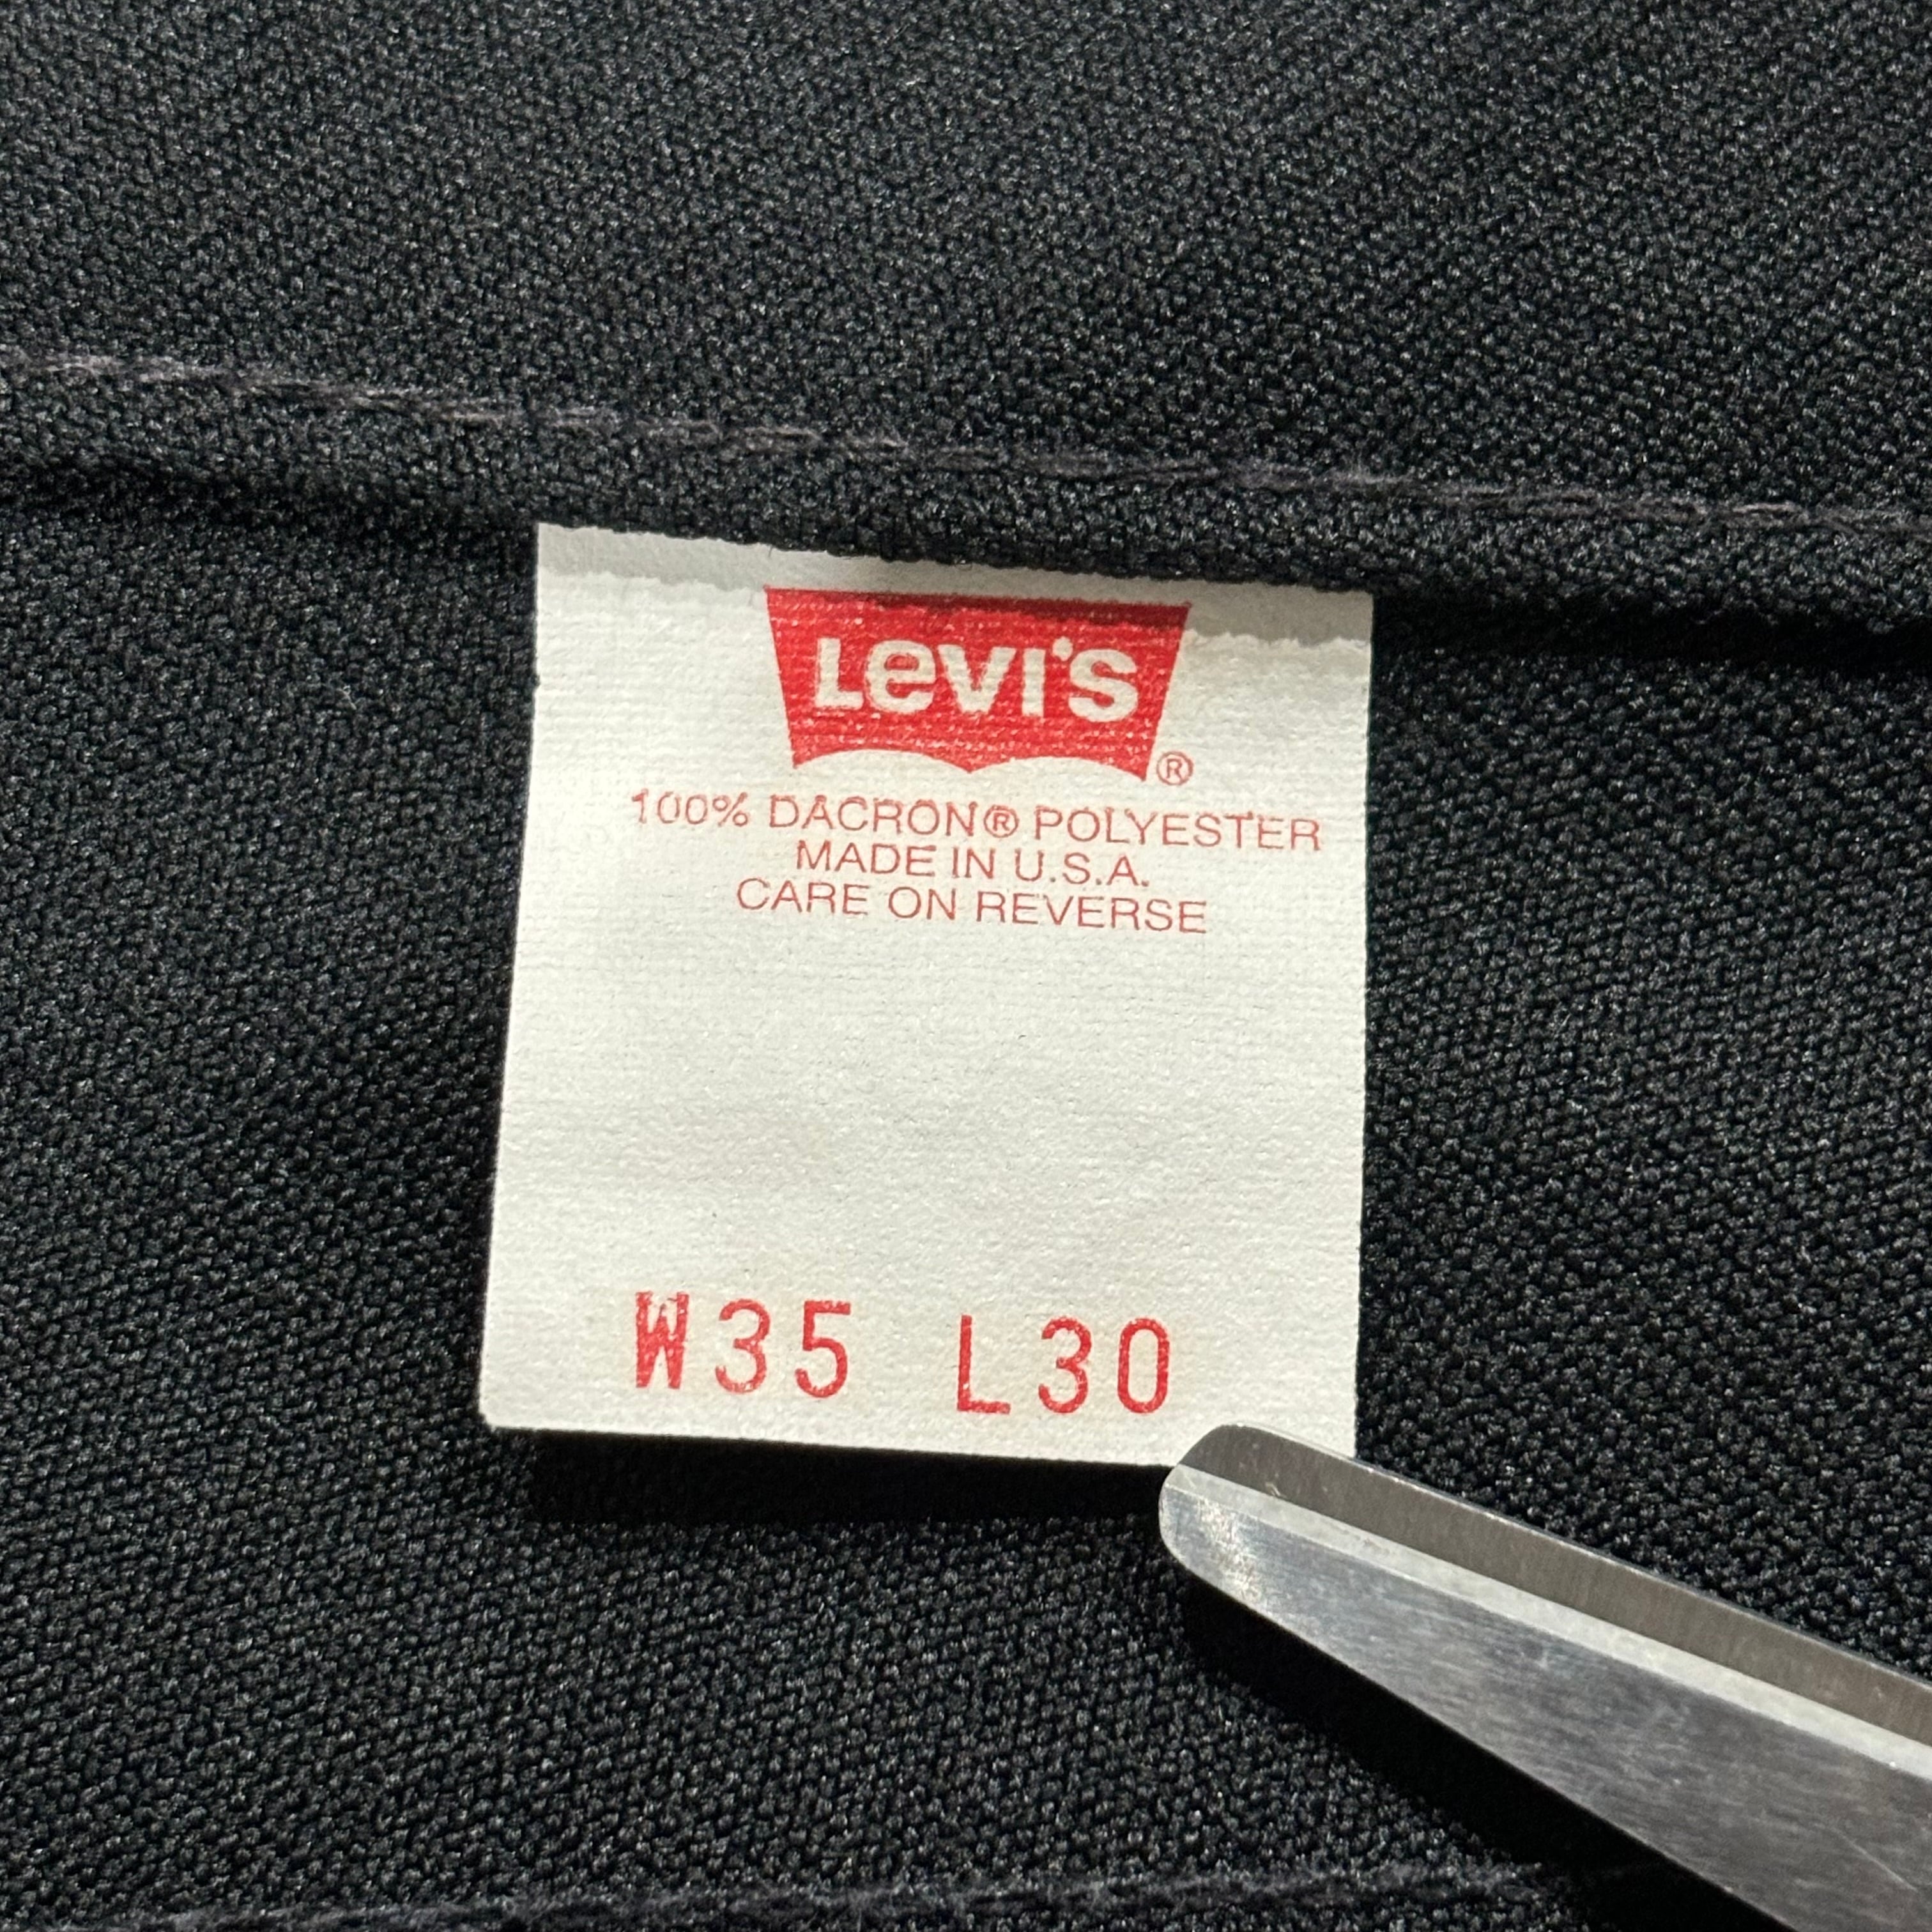 Levi's
®
100% DACRON® POLYESTER
MADE IN U.S.A.
CARE ON REVERSE
W35 L30